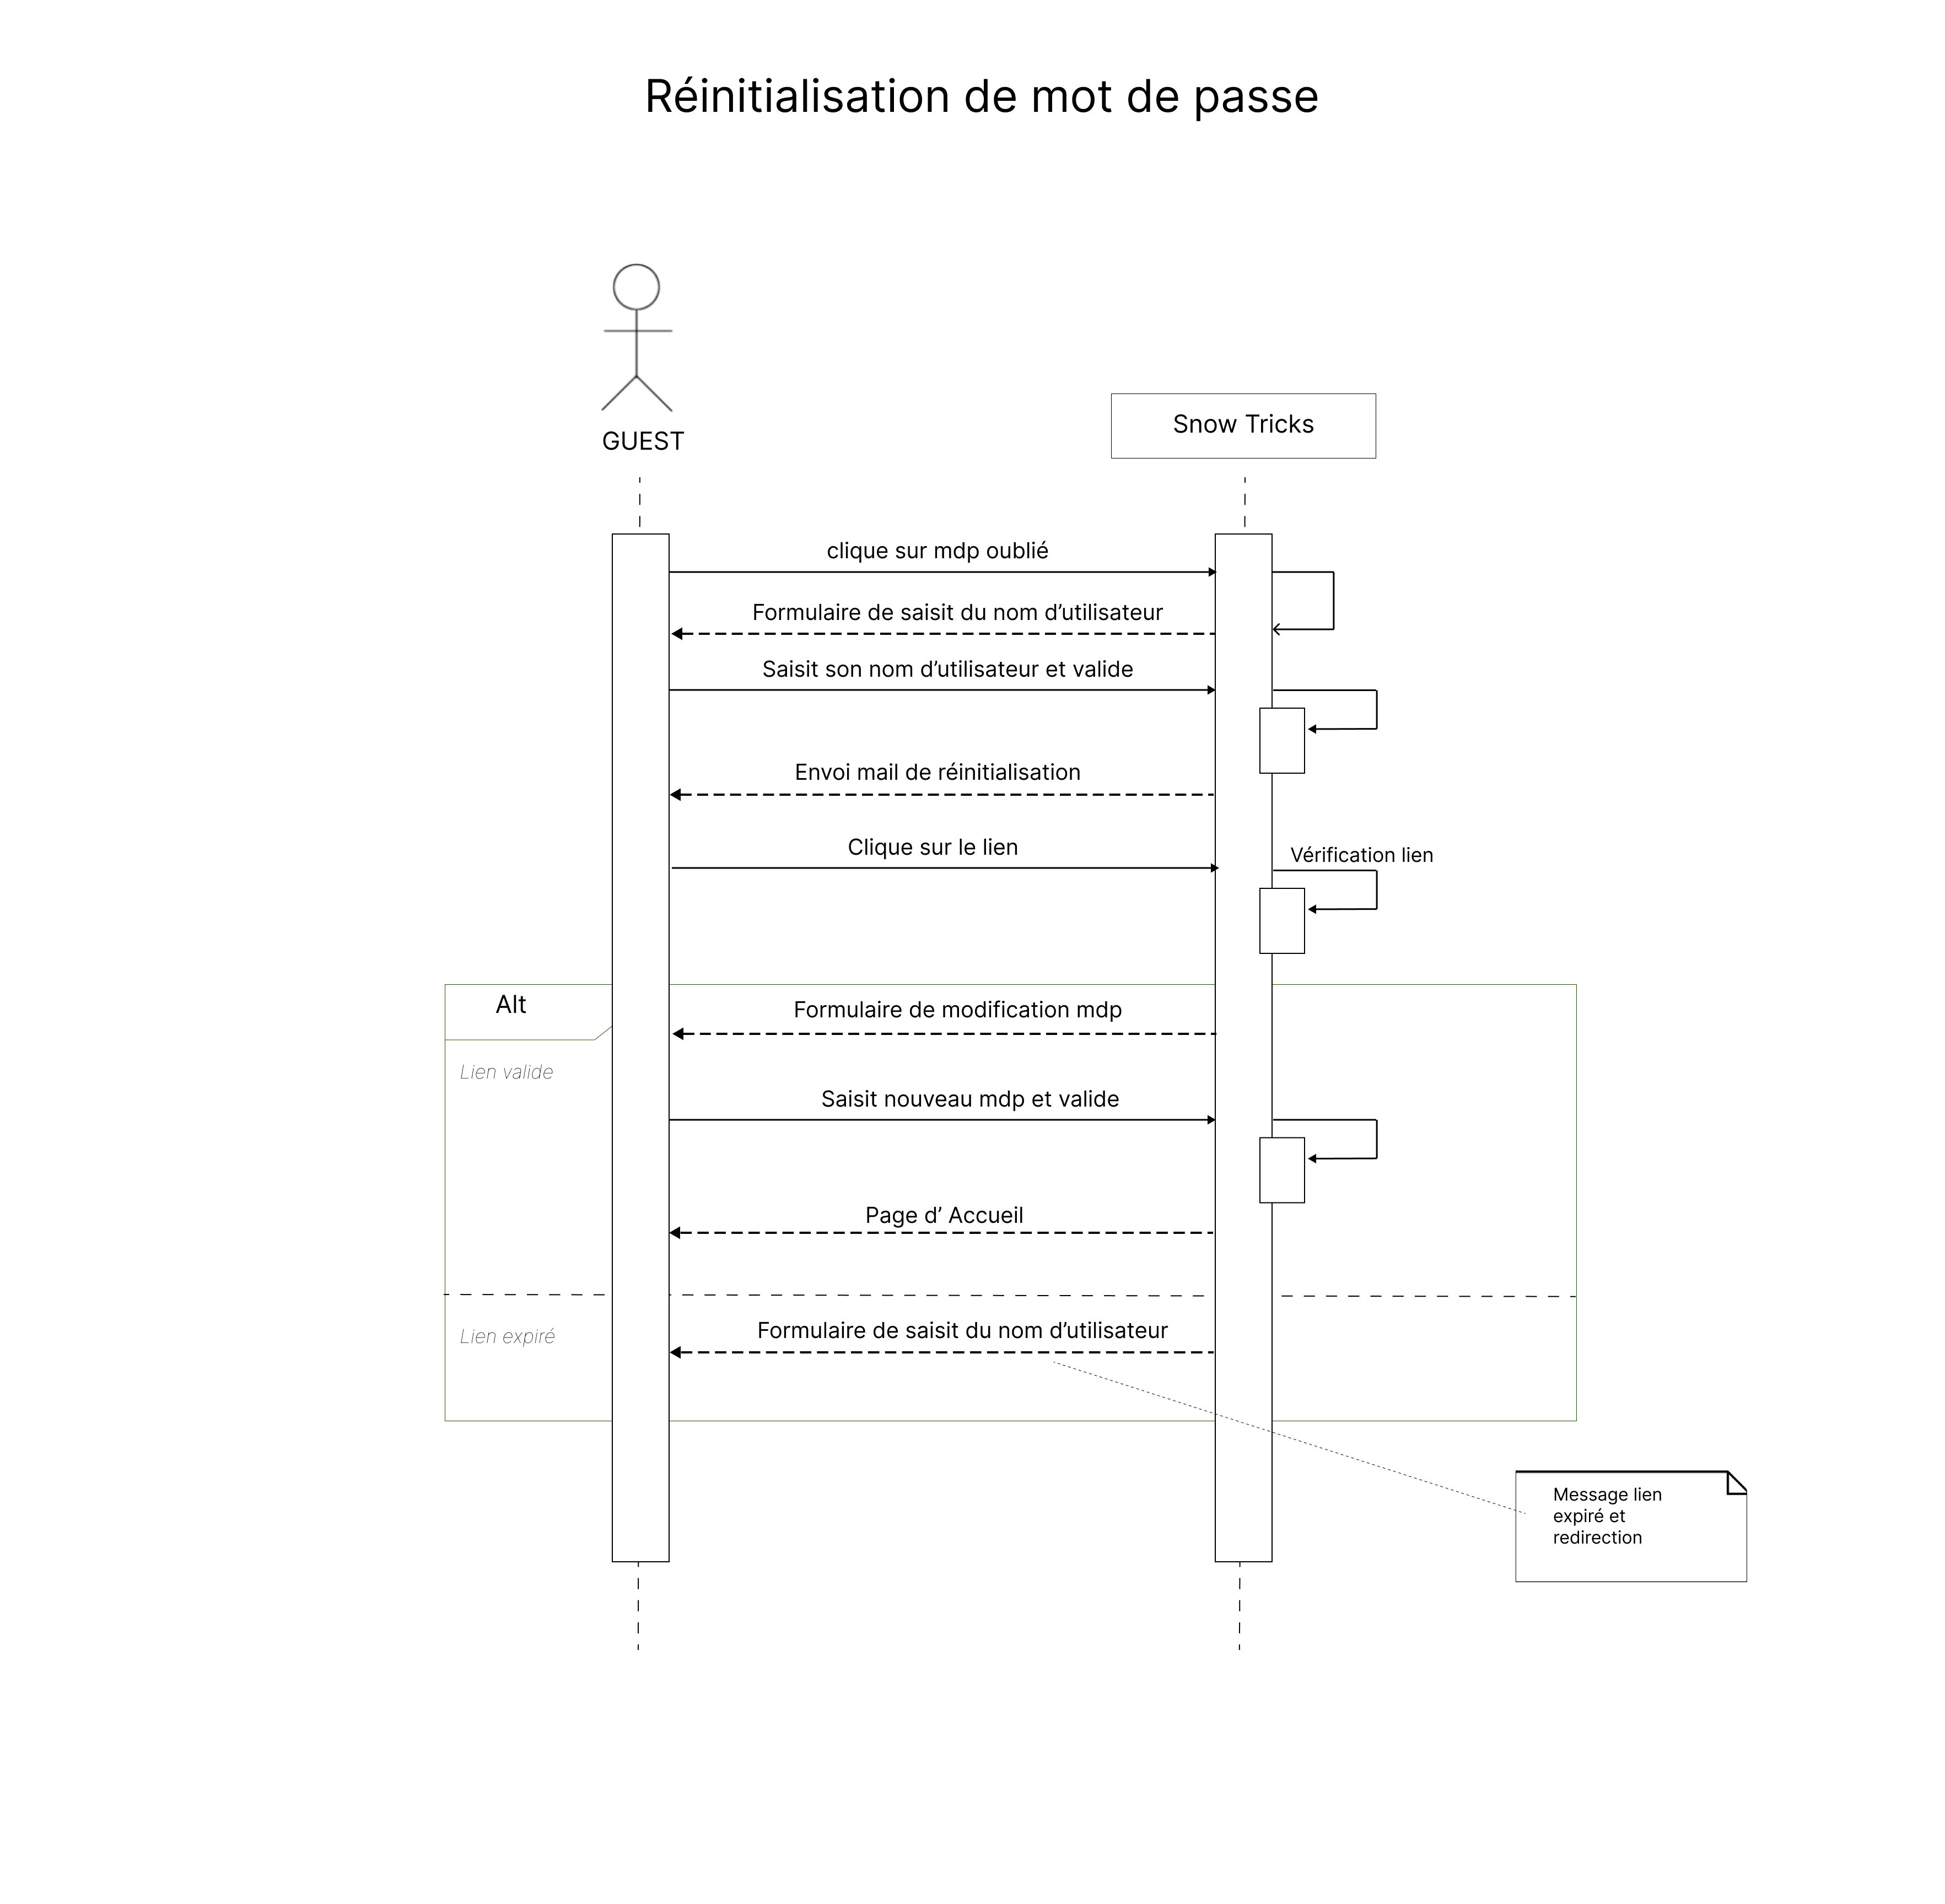 Réinitialisation de mot de passe
GUEST
Snow Tricks
clique sur mdp oublié
Formulaire de saisit du nom d’utilisateur
Saisit son nom d’utilisateur et valide
Envoi mail de réinitialisation
Clique sur le lien
Vérification lien
Alt
Formulaire de modification mdp
Lien valide
Saisit nouveau mdp et valide
Page d’ Accueil
Lien expiré
Formulaire de saisit du nom d’utilisateur
Message lien
expiré et
redirection